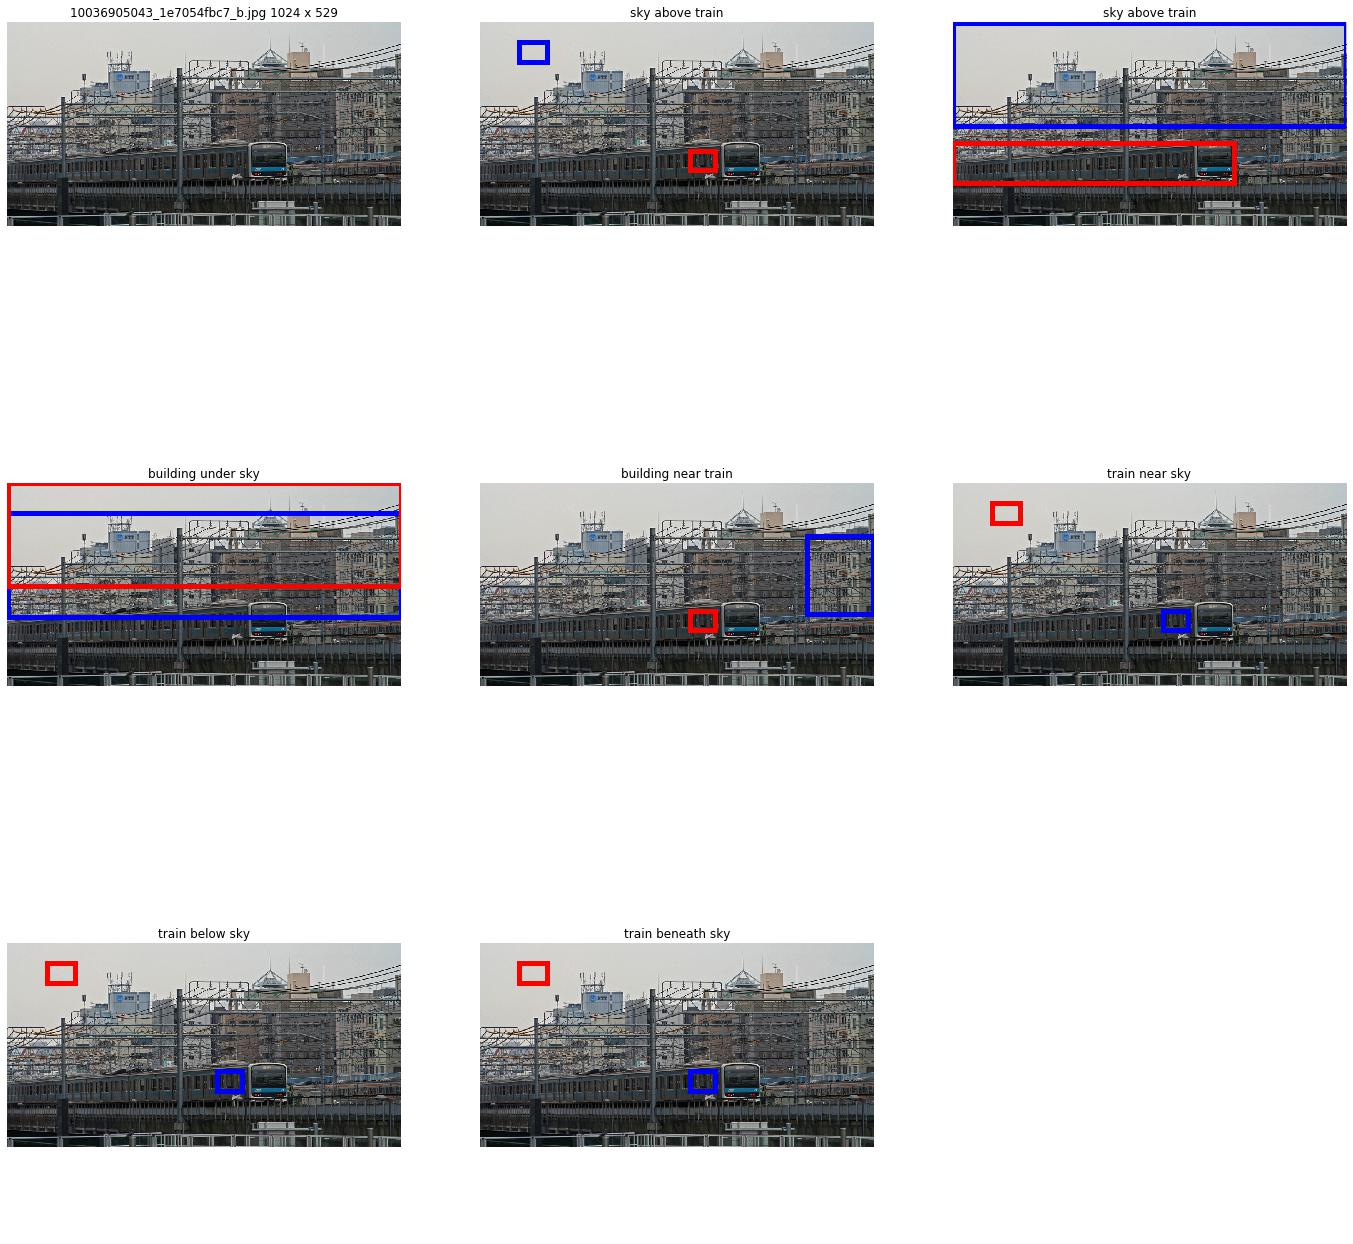 10036905043_1e7054fbc7_b.jpg 1024 x 529
sky above train
sky above train
building under sky
building near train
train near sky
train below sky
train beneath sky